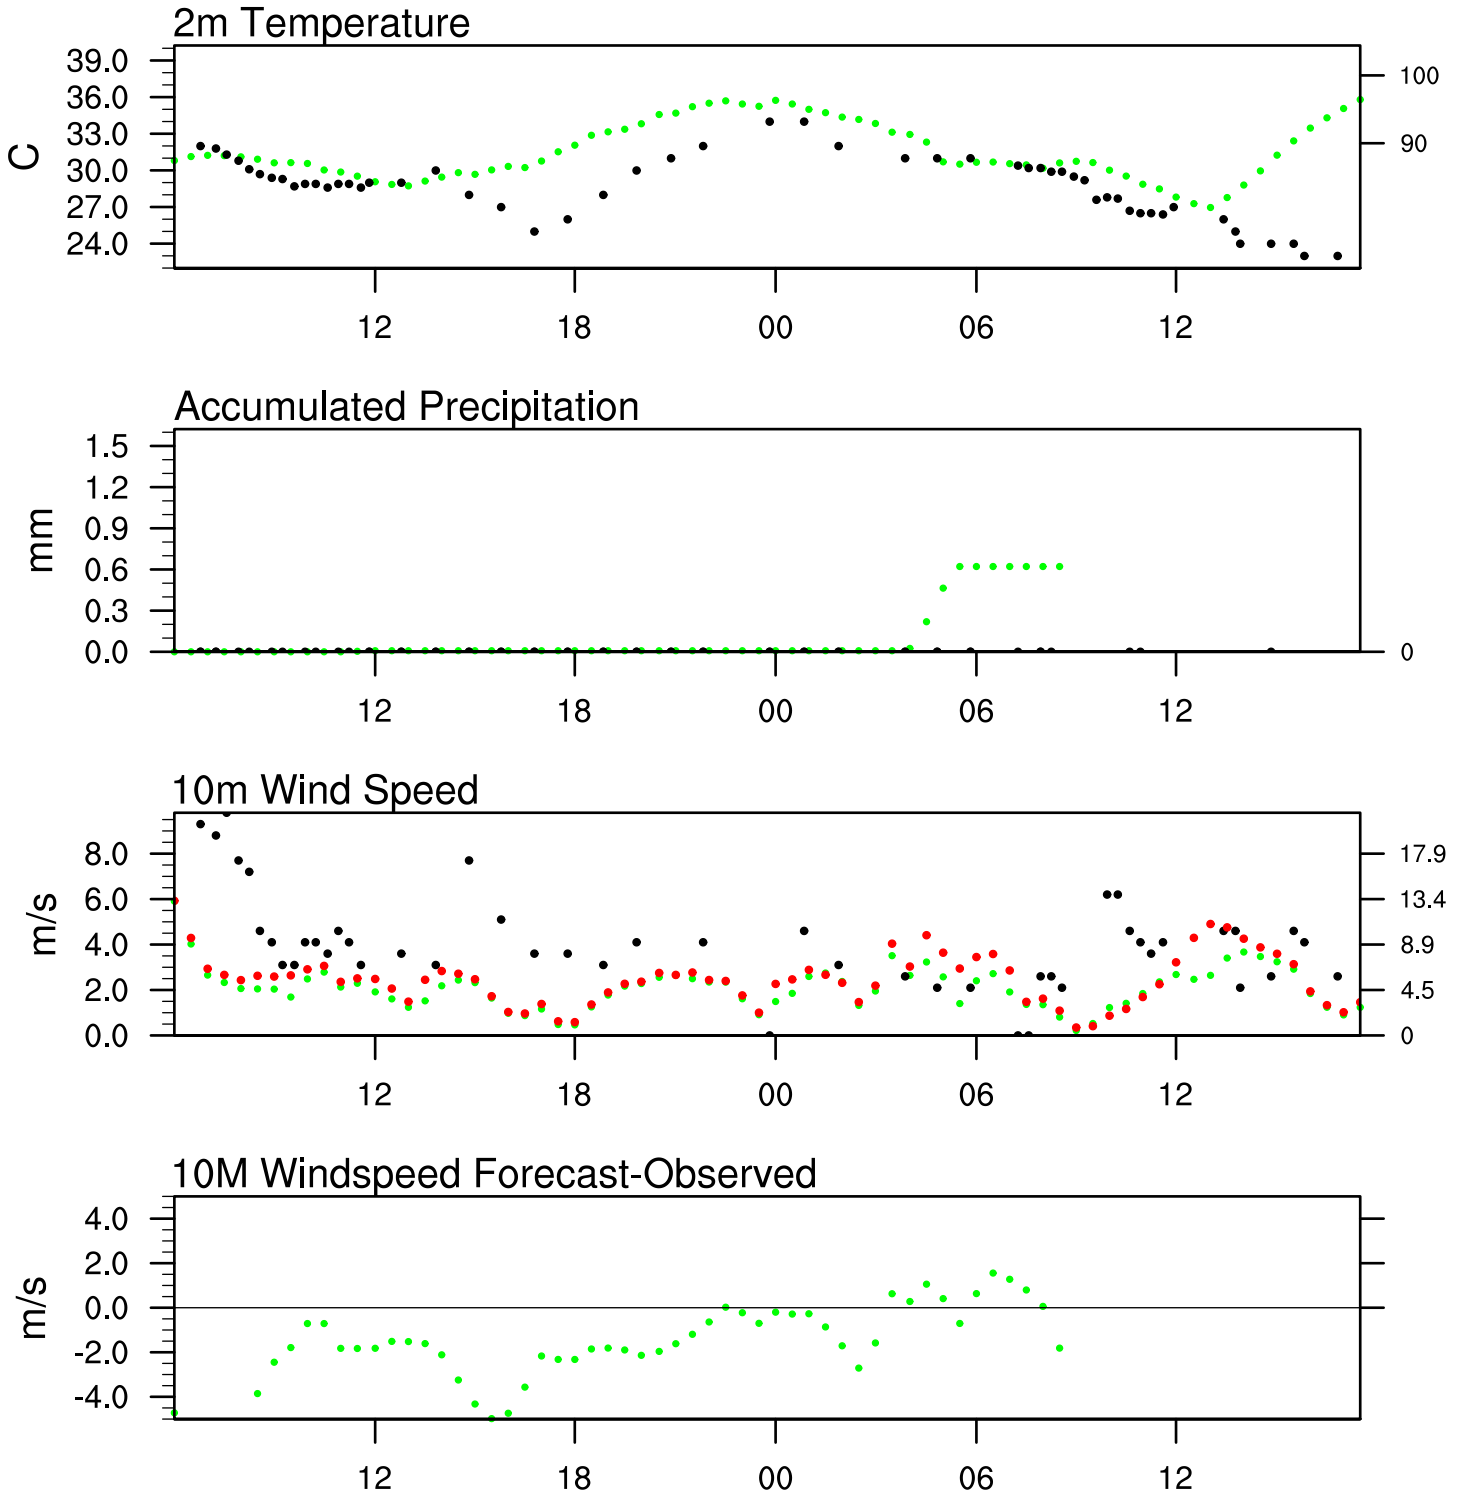 2m Temperature
39.0
36.0
33.0
30.0
27.0
24.0
C
100
90
12 18 00 06 12
Accumulated Precipitation
1.5
1.2
0.9
0.6
0.3
0.0
mm
0
12 18 00 06 12
10m Wind Speed
8.0
6.0
4.0
2.0
0.0
m/s
17.9
13.4
8.9
4.5
0
12 18 00 06 12
10M Windspeed Forecast-Observed
4.0
2.0
0.0
-2.0
-4.0
m/s
12 18 00 06 12